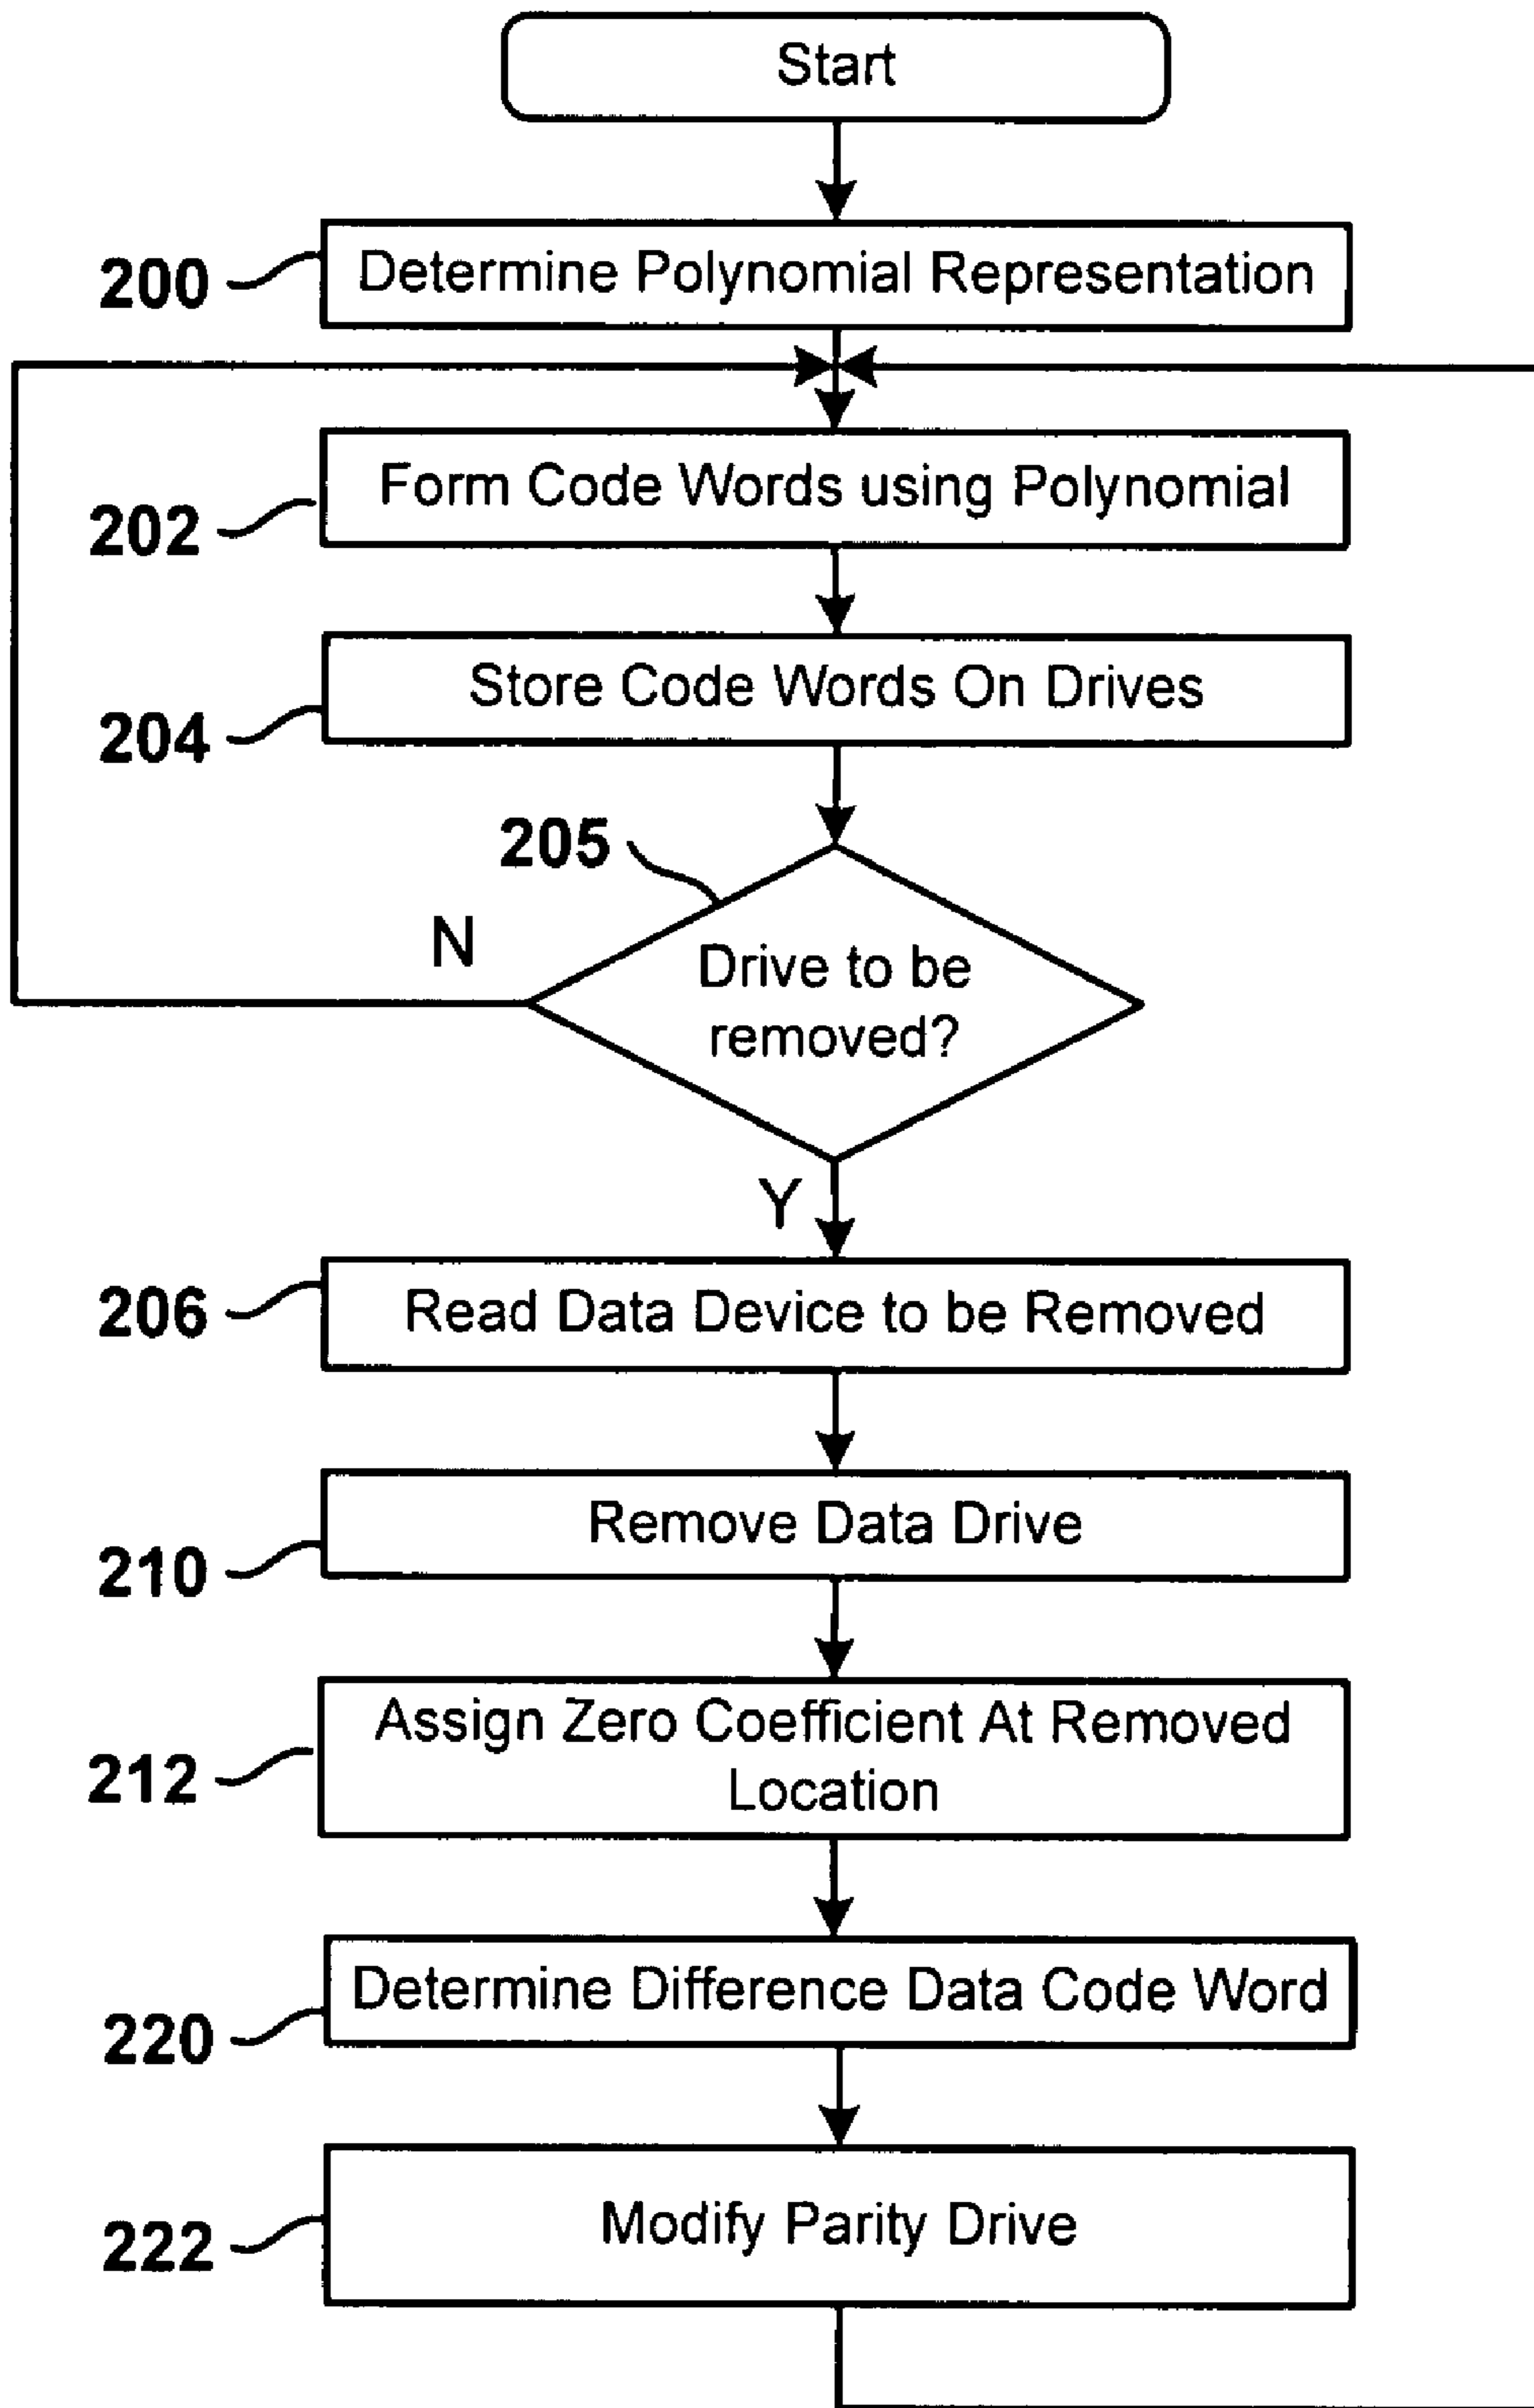 Start
200
Determine Polynomial Representation
202
Form Code Words using Polynomial
204
Store Code Words On Drives
205
N
Drive to be
removed?
Y
206
Read Data Device to be Removed
210
Remove Data Drive
212
Assign Zero Coefficient At Removed
Location
220
Determine Difference Data Code Word
222
Modify Parity Drive